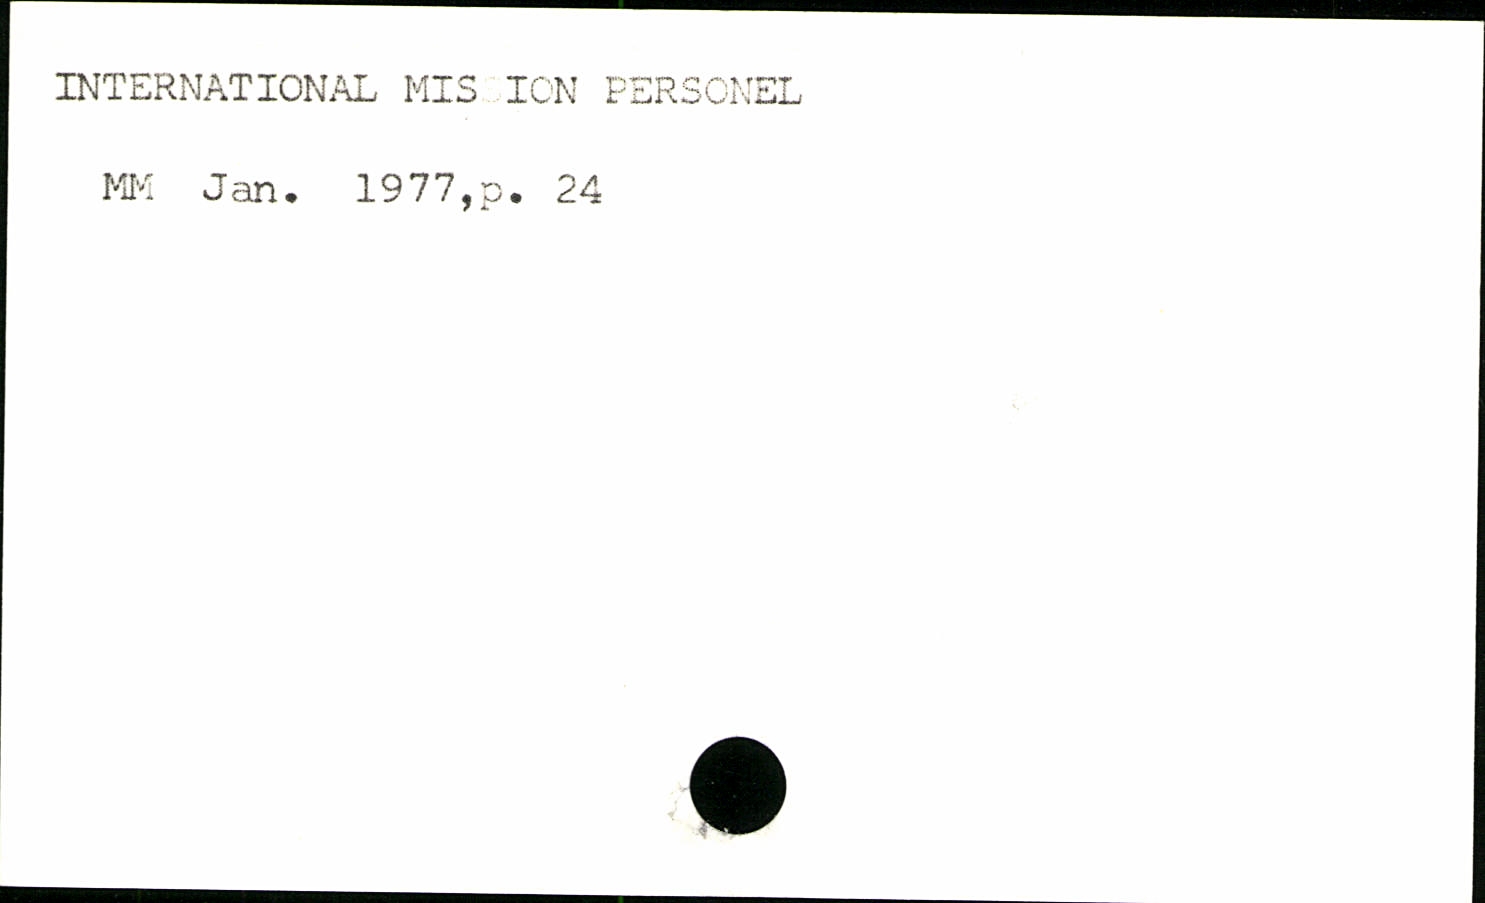 INTERNATIONAL MISSION PERSONEL
MM Jan. 1977,p. 24